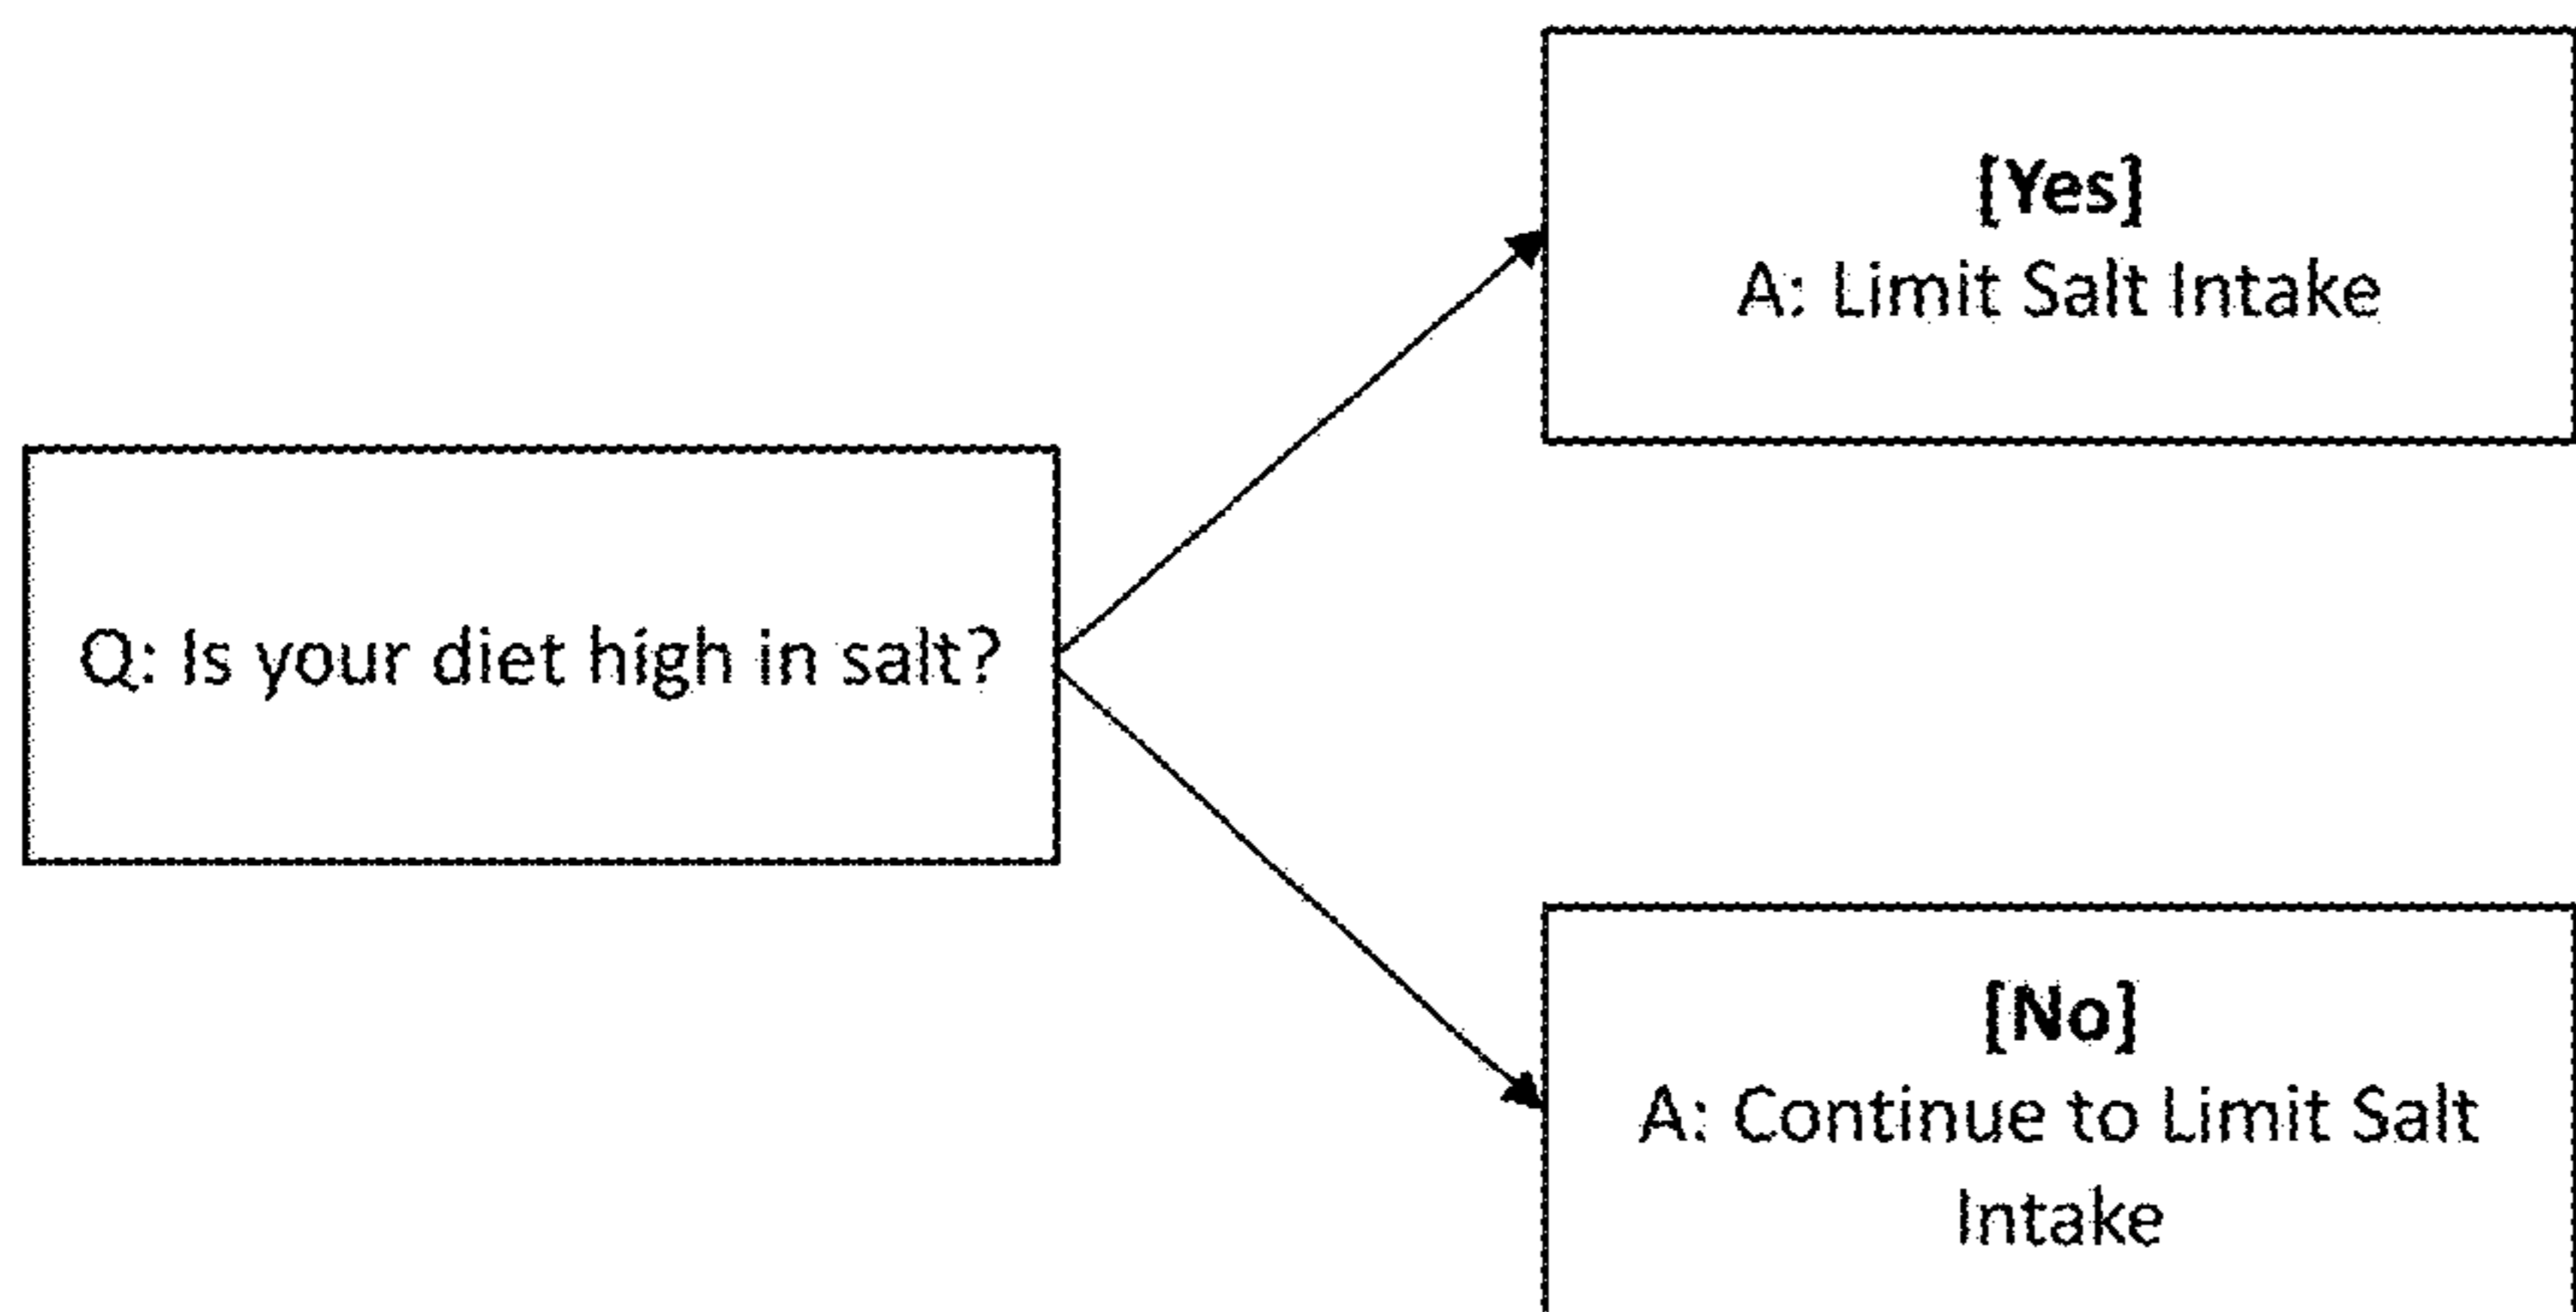 Q: Is your diet high in salt?
[Yes]
A: Limit Salt Intake
[No]
A: Continue to Limit Salt
Intake